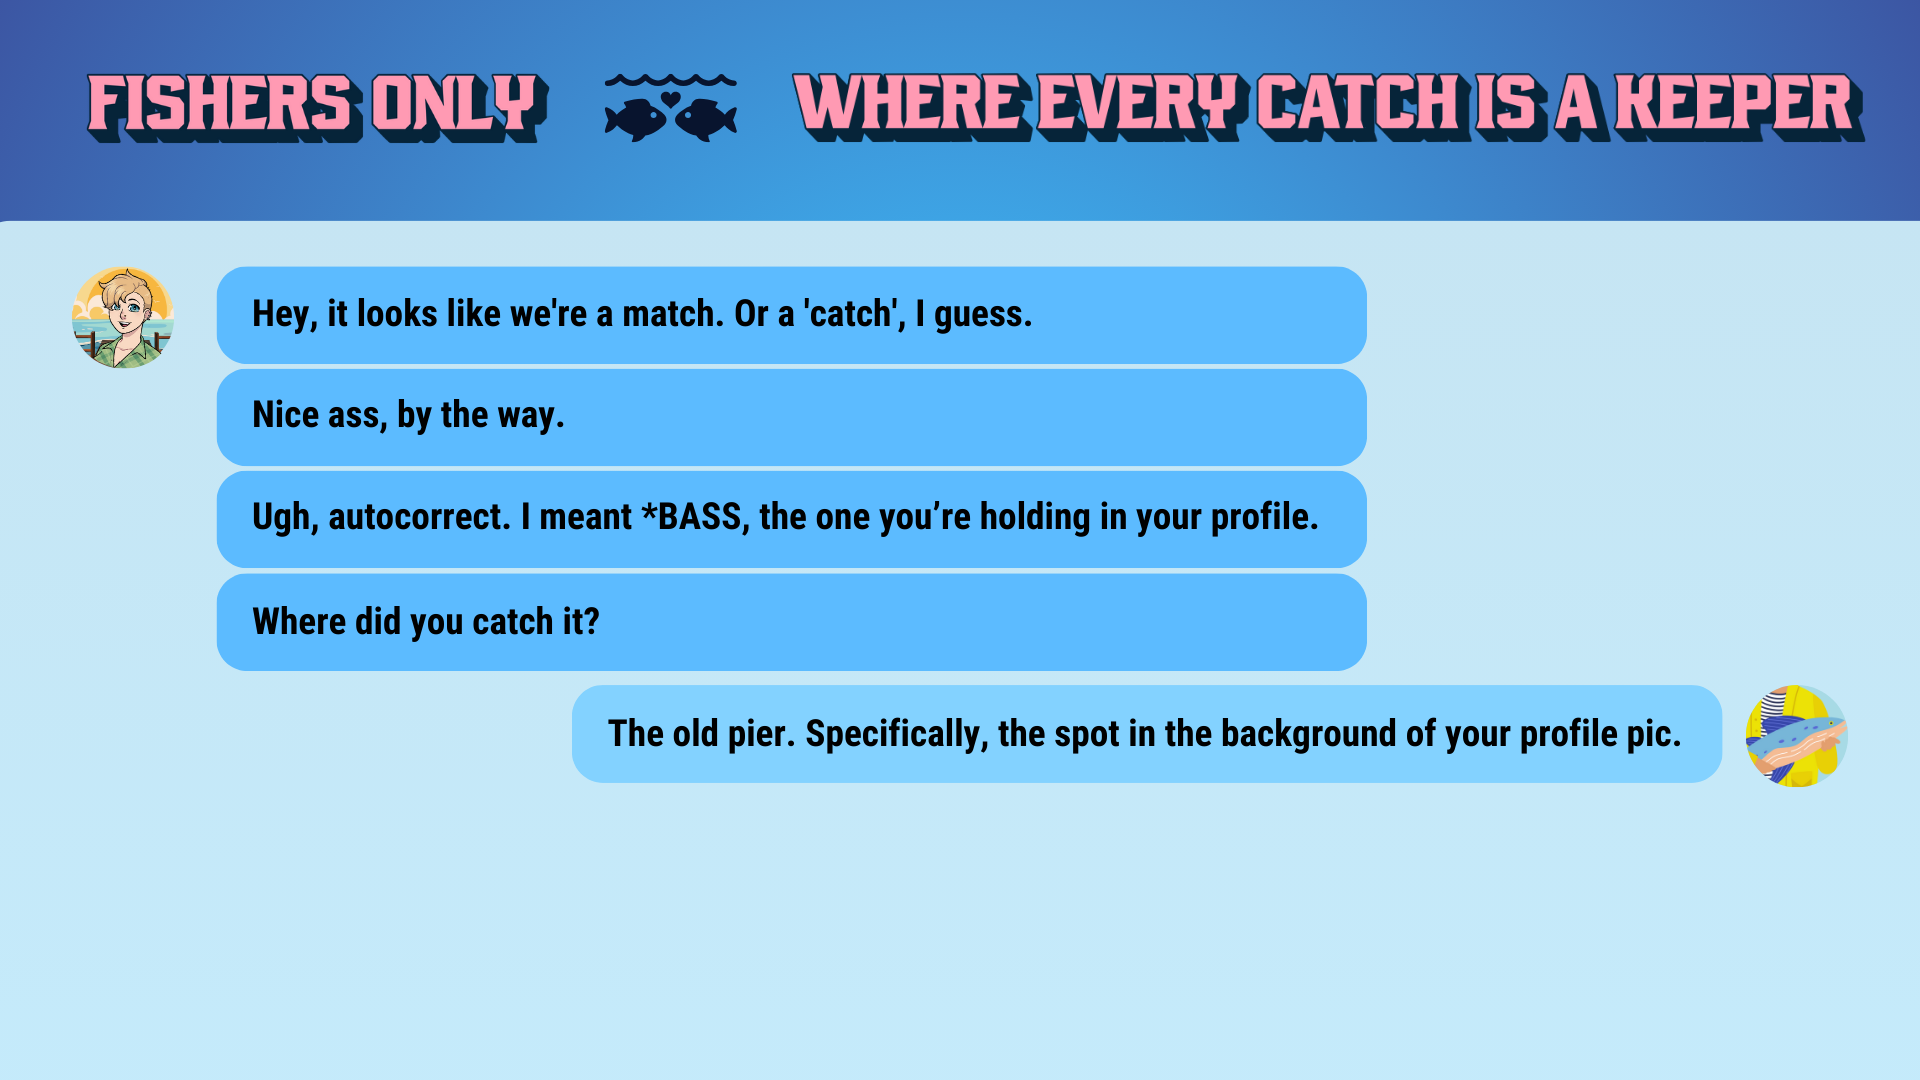 FISHERS ONLY WHERE EVERY CATCH IS A KEEPER
Hey, it looks like we're a match. Or a 'catch', I guess.
Nice ass, by the way.
Ugh, autocorrect. I meant *BASS, the one you’re holding in your profile.
Where did you catch it?
The old pier. Specifically, the spot in the background of your profile pic.